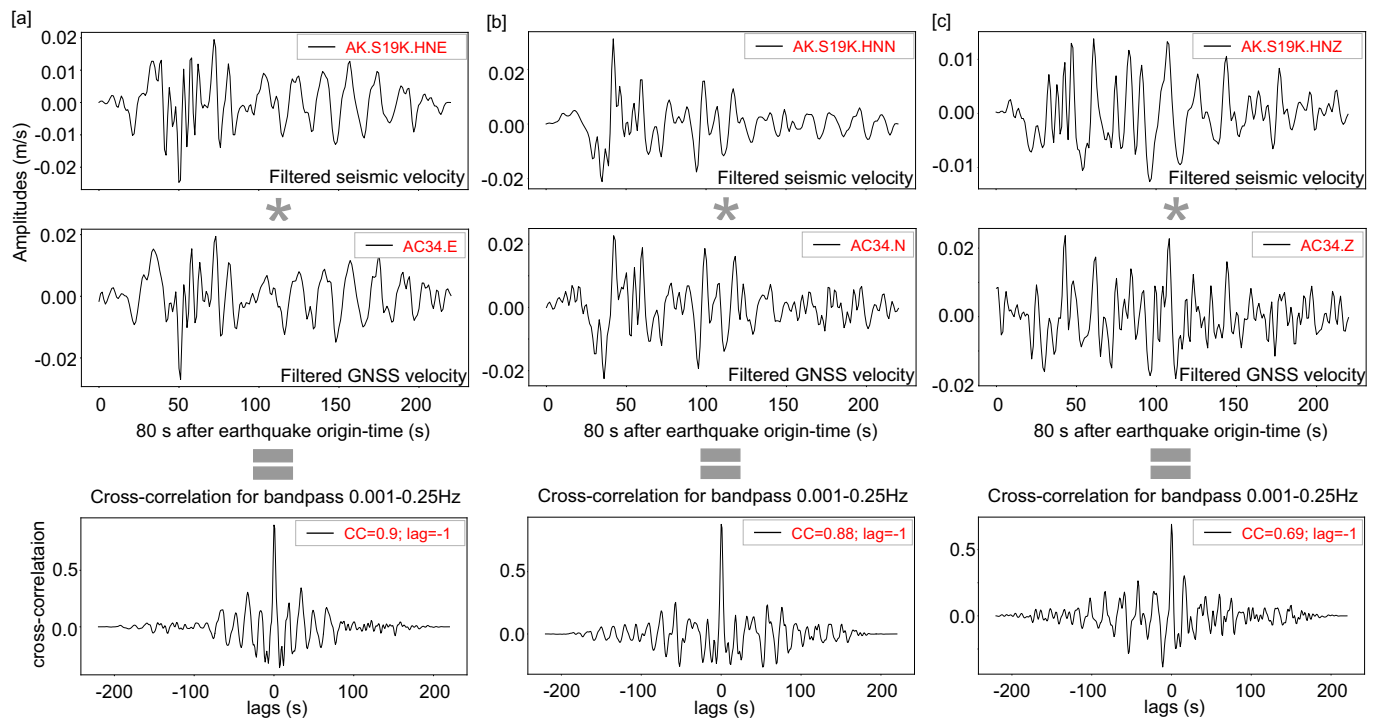 [a]
0.02
AK.S19K.HNE
0.01
0.00
-0.01
-0.02
Filtered seismic velocity
Amplitudes (m/s)
*
0.02
AC34.E
0.00
-0.02
Filtered GNSS velocity
0 50 100 150 200
80 s after earthquake origin-time (s)
Cross-correlation for bandpass 0.001-0.25Hz
CC=0.9; lag=-1
0.5
0.0
cross-correlataion
-200 -100 0 100 200
lags (s)
[b]
AK.S19K.HNN
0.02
0.00
-0.02
Filtered seismic velocity
*
0.02
AC34.N
0.00
-0.02
Filtered GNSS velocity
0 50 100 150 200
80 s after earthquake origin-time (s)
Cross-correlation for bandpass 0.001-0.25Hz
CC=0.88; lag=-1
0.5
0.0
-200 -100 0 100 200
lags (s)
[c]
AK.S19K.HNZ
0.01
0.00
-0.01
Filtered seismic velocity
*
0.02
AC34.Z
0.00
-0.02
Filtered GNSS velocity
0 50 100 150 200
80 s after earthquake origin-time (s)
Cross-correlation for bandpass 0.001-0.25Hz
CC=0.69; lag=-1
0.5
0.0
-200 -100 0 100 200
lags (s)